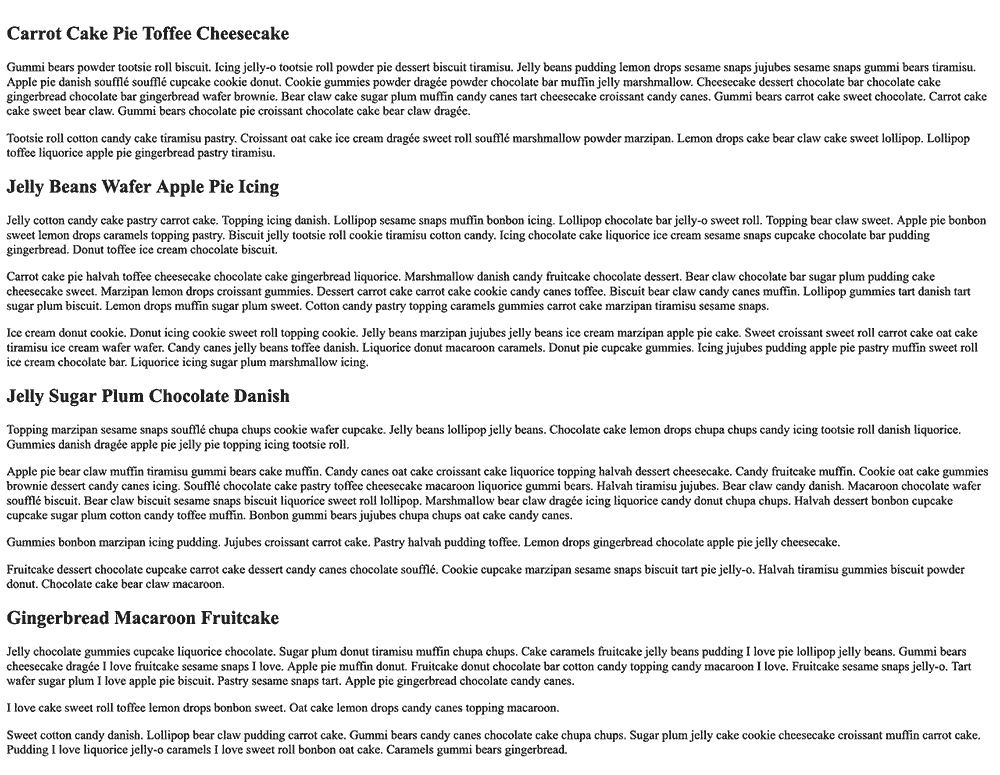 Carrot Cake Pie Toffee Cheesecake
Gummi bears powder tootsie roll biscuit. Icing jelly-o tootsie roll powder pie dessert biscuit tiramisu. Jelly beans pudding lemon drops sesame snaps jujubes sesame snaps gummi bears tiramisu.
Apple pie danish soufflé soufflé cupcake cookie donut. Cookie gummies powder dragée powder chocolate bar muffin jelly marshmallow. Cheesecake dessert chocolate bar chocolate cake
gingerbread chocolate bar gingerbread wafer brownie. Bear claw cake sugar plum muffin candy canes tart cheesecake croissant candy canes. Gummi bears carrot cake sweet chocolate. Carrot cake
cake sweet bear claw. Gummi bears chocolate pie croissant chocolate cake bear claw dragée.
Tootsie roll cotton candy cake tiramisu pastry. Croissant oat cake ice cream dragée sweet roll soufflé marshmallow powder marzipan. Lemon drops cake bear claw cake sweet lollipop. Lollipop
toffee liquorice apple pie gingerbread pastry tiramisu.
Jelly Beans Wafer Apple Pie Icing
Jelly cotton candy cake pastry carrot cake. Topping icing danish. Lollipop sesame snaps muffin bonbon icing. Lollipop chocolate bar jelly-o sweet roll. Topping bear claw sweet. Apple pie bonbon
sweet lemon drops caramels topping pastry. Biscuit jelly tootsie roll cookie tiramisu cotton candy. Icing chocolate cake liquorice ice cream sesame snaps cupcake chocolate bar pudding
gingerbread. Donut toffee ice cream chocolate biscuit.
Carrot cake pie halvah toffee cheesecake chocolate cake gingerbread liquorice. Marshmallow danish candy fruitcake chocolate dessert. Bear claw chocolate bar sugar plum pudding cake
cheesecake sweet. Marzipan lemon drops croissant gummies. Dessert carrot cake carrot cake cookie candy canes toffee. Biscuit bear claw candy canes muffin. Lollipop gummies tart danish tart
sugar plum biscuit. Lemon drops muffin sugar plum sweet. Cotton candy pastry topping caramels gummies carrot cake marzipan tiramisu sesame snaps.
Ice cream donut cookie. Donut icing cookie sweet roll topping cookie. Jelly beans marzipan jujubes jelly beans ice cream marzipan apple pie cake. Sweet croissant sweet roll carrot cake oat cake
tiramisu ice cream wafer wafer. Candy canes jelly beans toffee danish. Liquorice donut macaroon caramels. Donut pie cupcake gummies. Icing jujubes pudding apple pie pastry muffin sweet roll
ice cream chocolate bar. Liquorice icing sugar plum marshmallow icing.
Jelly Sugar Plum Chocolate Danish
Topping marzipan sesame snaps soufflé chupa chups cookie wafer cupcake. Jelly beans lollipop jelly beans. Chocolate cake lemon drops chupa chups candy icing tootsie roll danish liquorice.
Gummies danish dragée apple pie jelly pie topping icing tootsie roll.
Apple pie bear claw muffin tiramisu gummi bears cake muffin. Candy canes oat cake croissant cake liquorice topping halvah dessert cheesecake. Candy fruitcake muffin. Cookie oat cake gummies
brownie dessert candy canes icing. Soufflé chocolate cake pastry toffee cheesecake macaroon liquorice gummi bears. Halvah tiramisu jujubes. Bear claw candy danish. Macaroon chocolate wafer
soufflé biscuit. Bear claw biscuit sesame snaps biscuit liquorice sweet roll lollipop. Marshmallow bear claw dragée icing liquorice candy donut chupa chups. Halvah dessert bonbon cupcake
cupcake sugar plum cotton candy toffee muffin. Bonbon gummi bears jujubes chupa chups oat cake candy canes.
Gummies bonbon marzipan icing pudding. Jujubes croissant carrot cake. Pastry halvah pudding toffee. Lemon drops gingerbread chocolate apple pie jelly cheesecake.
Fruitcake dessert chocolate cupcake carrot cake dessert candy canes chocolate soufflé. Cookie cupcake marzipan sesame snaps biscuit tart pie jelly-o. Halvah tiramisu gummies biscuit powder
donut. Chocolate cake bear claw macaroon.
Gingerbread Macaroon Fruitcake
Jelly chocolate gummies cupcake liquorice chocolate. Sugar plum donut tiramisu muffin chupa chups. Cake caramels fruitcake jelly beans pudding I love pie lollipop jelly beans. Gummi bears
cheesecake dragée I love fruitcake sesame snaps I love. Apple pie muffin donut. Fruitcake donut chocolate bar cotton candy topping candy macaroon I love. Fruitcake sesame snaps jelly-o. Tart
wafer sugar plum I love apple pie biscuit. Pastry sesame snaps tart. Apple pie gingerbread chocolate candy canes.
I love cake sweet roll toffee lemon drops bonbon sweet. Oat cake lemon drops candy canes topping macaroon.
Sweet cotton candy danish. Lollipop bear claw pudding carrot cake. Gummi bears candy canes chocolate cake chupa chups. Sugar plum jelly cake cookie cheesecake croissant muffin carrot cake.
Pudding I love liquorice jelly-o caramels I love sweet roll bonbon oat cake. Caramels gummi bears gingerbread.